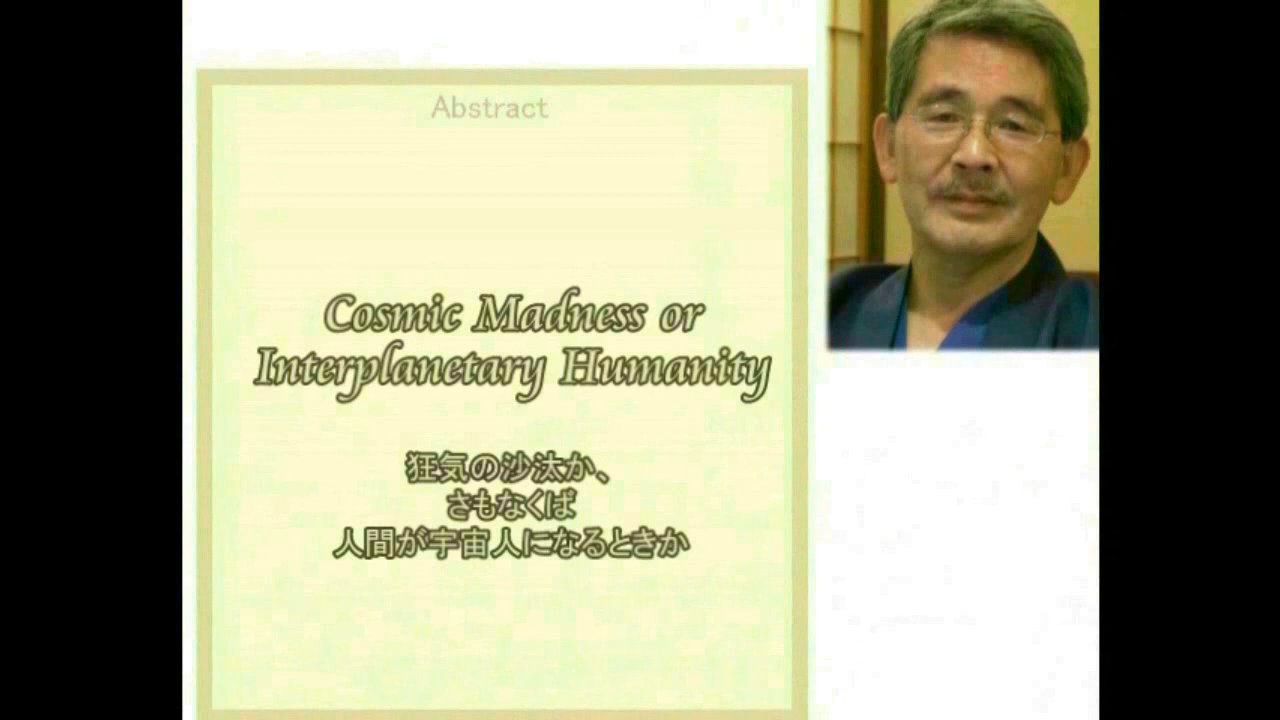 Abstract
Cosmic Madness or
Interplanetary Humanity
狂気の沙汰か、
さもなくば
人間が宇宙人になるときか